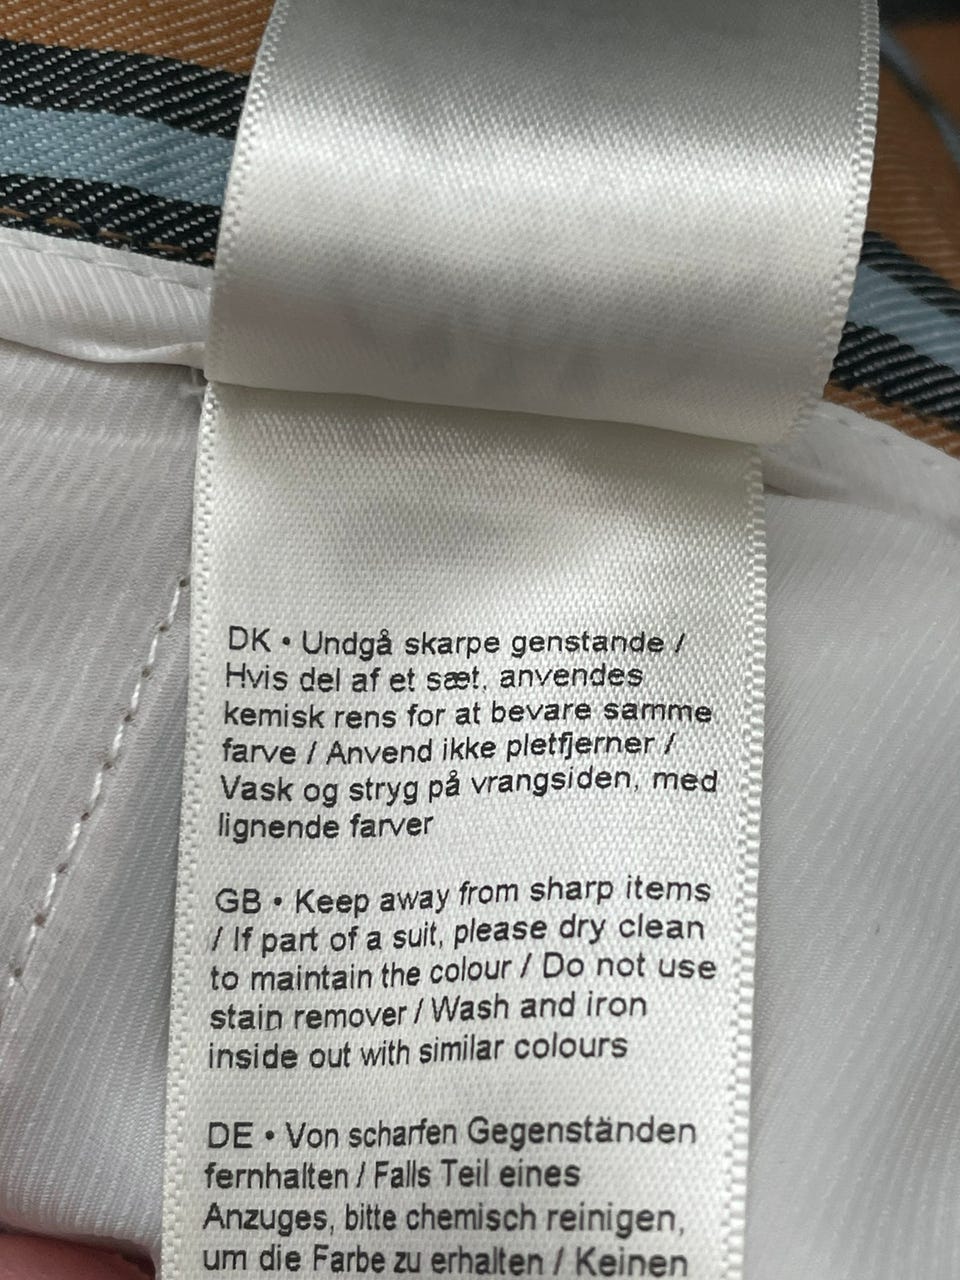 DK • Undgå skarpe genstande /
Hvis del af et sæt, anvendes
kemisk rens for at bevare samme
farve / Anvend ikke pletfjerner /
Vask og stryg på vrangsiden, med
lignende farver
GB • Keep away from sharp items
/ If part of a suit, please dry clean
to maintain the colour / Do not use
stain remover / Wash and iron
inside out with similar colours
DE • Von scharfen Gegenständen
fernhalten / Falls Teil eines
Anzuges, bitte chemisch reinigen,
um die Farbe zu erhalten / Keinen